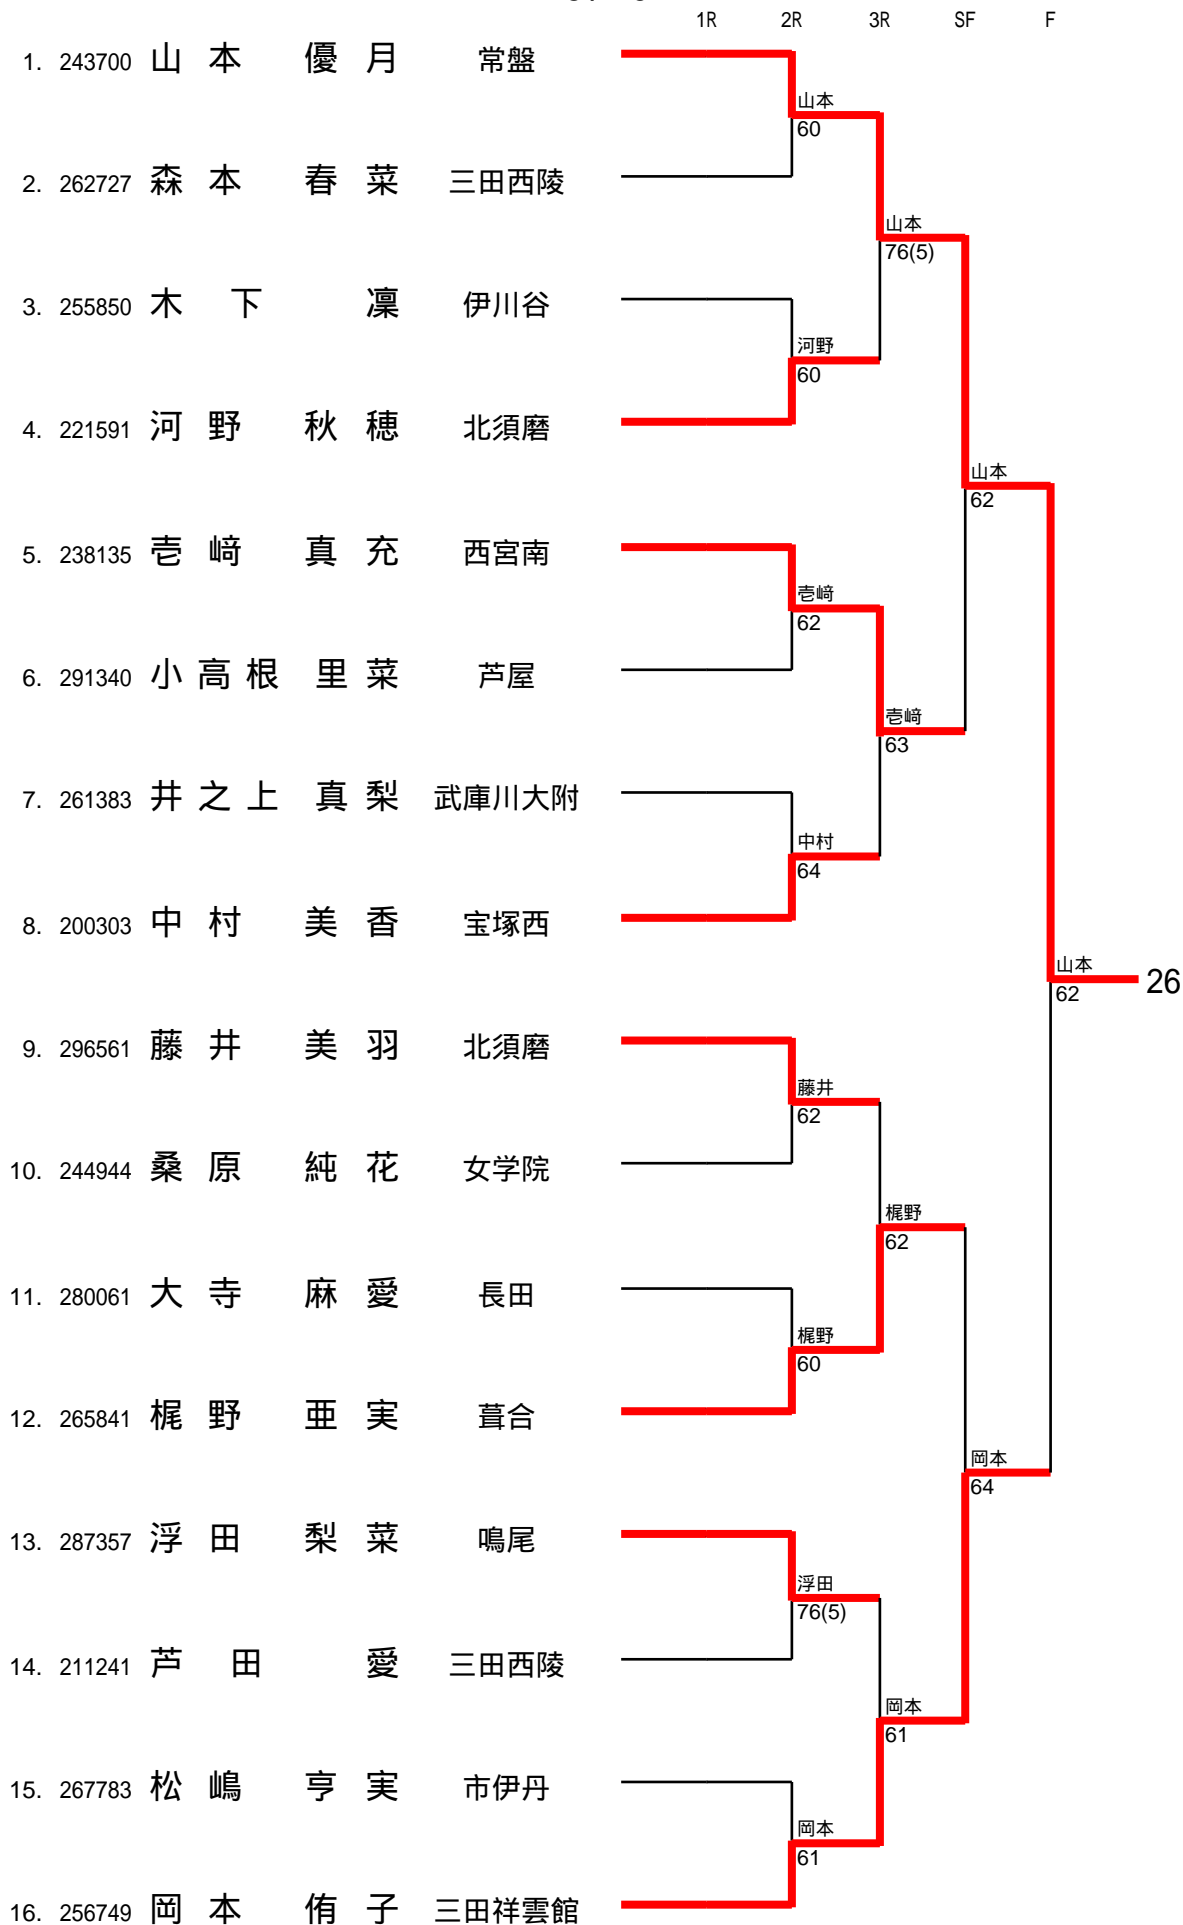 1R 2R 3R SF F
1. 243700 山本 優月 常盤
山本
60
2. 262727 森本 春菜 三田西陵
山本
76(5)
3. 255850 木下 凜 伊川谷
河野
60
4. 221591 河野 秋穂 北須磨
山本
62
5. 238135 壱﨑 真充 西宮南
壱﨑
62
6. 291340 小高根 里菜 芦屋
壱﨑
63
7. 261383 井之上 真梨 武庫川大附
中村
64
8. 200303 中村 美香 宝塚西
山本
62
26
9. 296561 藤井 美羽 北須磨
藤井
62
10. 244944 桑原 純花 女学院
梶野
62
11. 280061 大寺 麻愛 長田
梶野
60
12. 265841 梶野 亜実 葺合
岡本
64
13. 287357 浮田 梨菜 鳴尾
浮田
76(5)
14. 211241 芦田 愛 三田西陵
岡本
61
15. 267783 松嶋 亨実 市伊丹
岡本
61
16. 256749 岡本 侑子 三田祥雲館